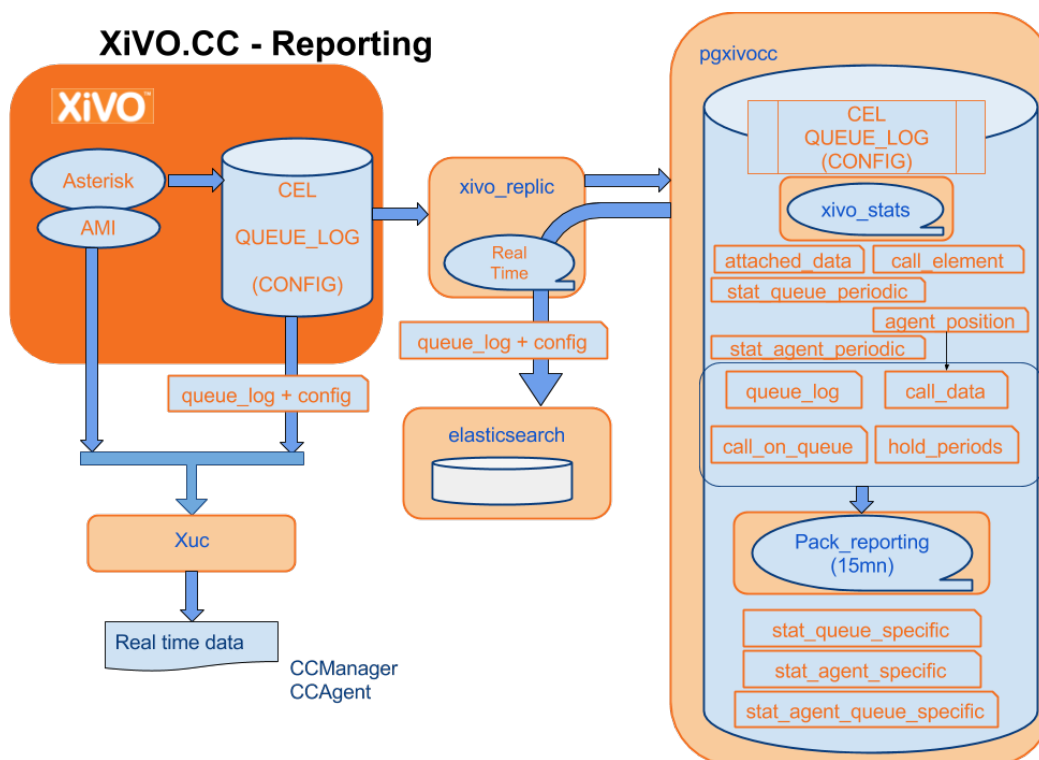 XiVO.CC - Reporting
XiVO™
Asterisk
AMI
CEL
QUEUE_LOG
(CONFIG)
queue_log + config
Xuc
Real time data
CCManager
CCAgent
xivo_replic
Real
Time
queue_log + config
elasticsearch
pgxivocc
CEL
QUEUE_LOG
(CONFIG)
xivo_stats
attached_data
call_element
stat_queue_periodic
agent_position
stat_agent_periodic
queue_log
call_data
call_on_queue
hold_periods
Pack_reporting
(15mn)
stat_queue_specific
stat_agent_specific
stat_agent_queue_specific